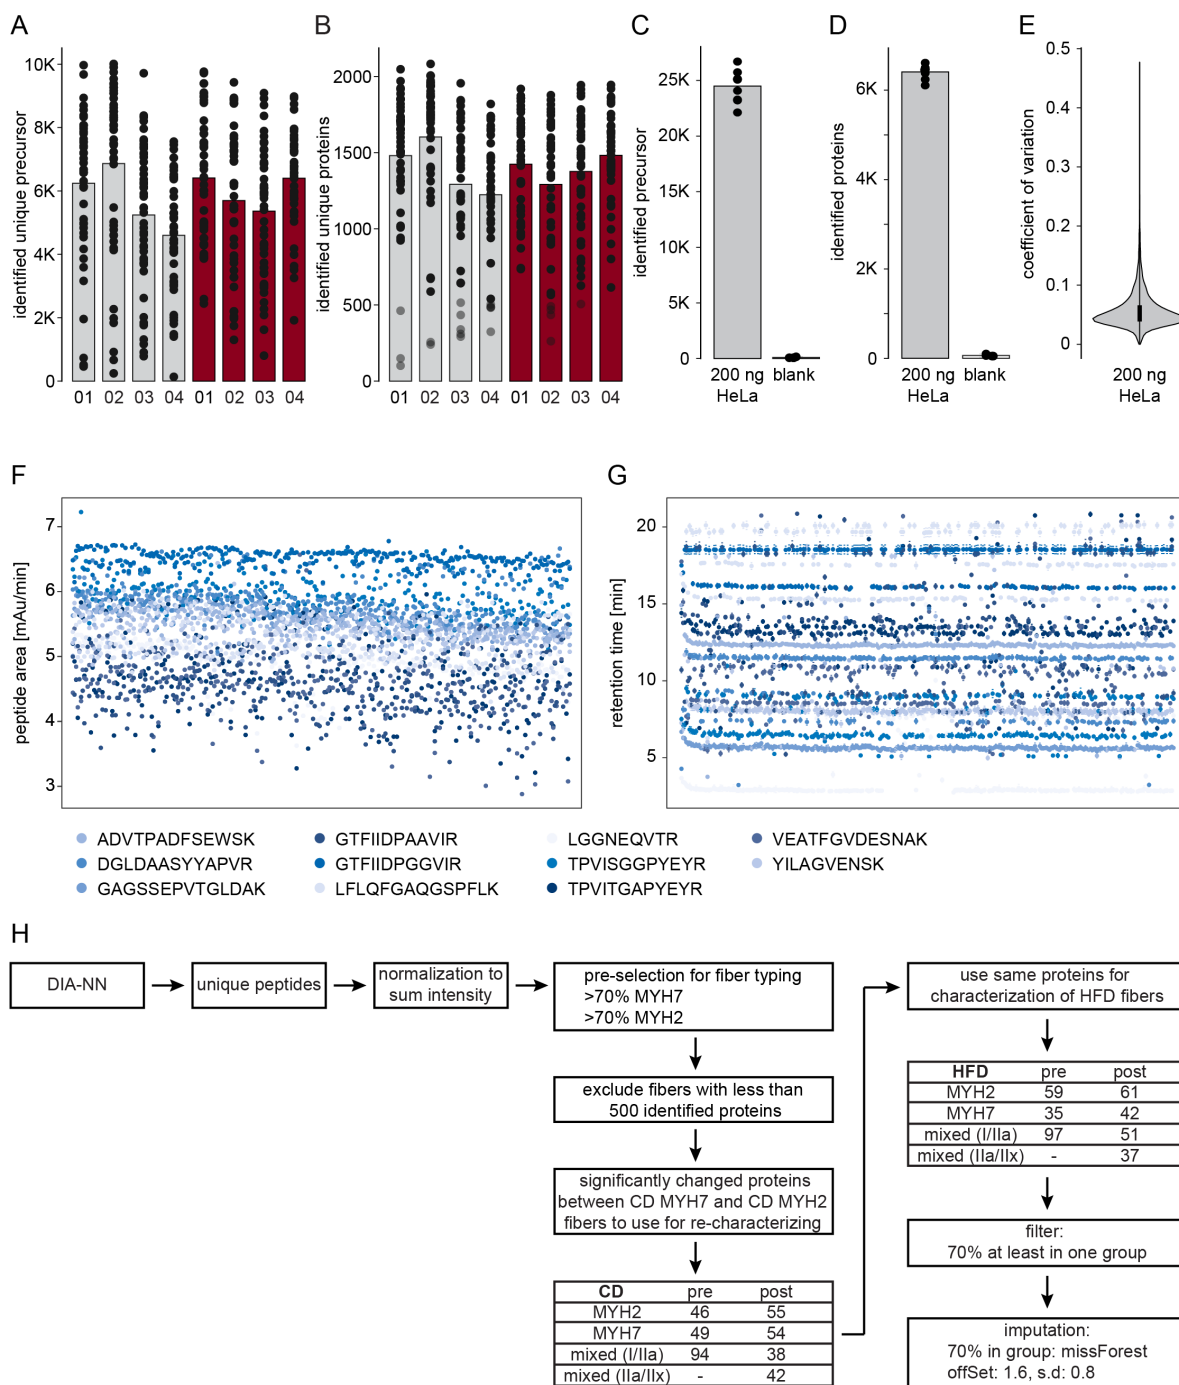 A
B
C
D
E
identified unique precursor
10K
8K
6K
4K
2K
0
01 02 03 04 01 02 03 04
identified unique proteins
2000
1500
1000
500
0
01 02 03 04 01 02 03 04
identified precursor
25K
20K
15K
10K
5K
0
200 ng
HeLa
blank
identified proteins
6K
4K
2K
0
200 ng
HeLa
blank
coefficient of variation
0.5
0.4
0.3
0.2
0.1
0
200 ng
HeLa
F
peptide area [mAu/min]
7
6
5
4
3
G
retention time [min]
20
15
10
5
ADVTPADFSEWSK
DGLDAASYYAPVR
GAGSSEPVTGLDAK
GTFIIDPAAVIR
GTFIIDPGGVIR
LFLQFGAQGSPFLK
LGGNEQVTR
TPVISGGPYEYR
TPVITGAPYEYR
VEATFGVDESNAK
YILAGVENSK
H
DIA-NN
unique peptides
normalization to
sum intensity
pre-selection for fiber typing
>70% MYH7
>70% MYH2
exclude fibers with less than
500 identified proteins
significantly changed proteins
between CD MYH7 and CD MYH2
fibers to use for re-characterizing
CD pre post
MYH2 46 55
MYH7 49 54
mixed (I/IIa) 94 38
mixed (IIa/IIx) - 42
use same proteins for
characterization of HFD fibers
HFD pre post
MYH2 59 61
MYH7 35 42
mixed (I/IIa) 97 51
mixed (IIa/IIx) - 37
filter:
70% at least in one group
imputation:
70% in group: missForest
offSet: 1.6, s.d: 0.8